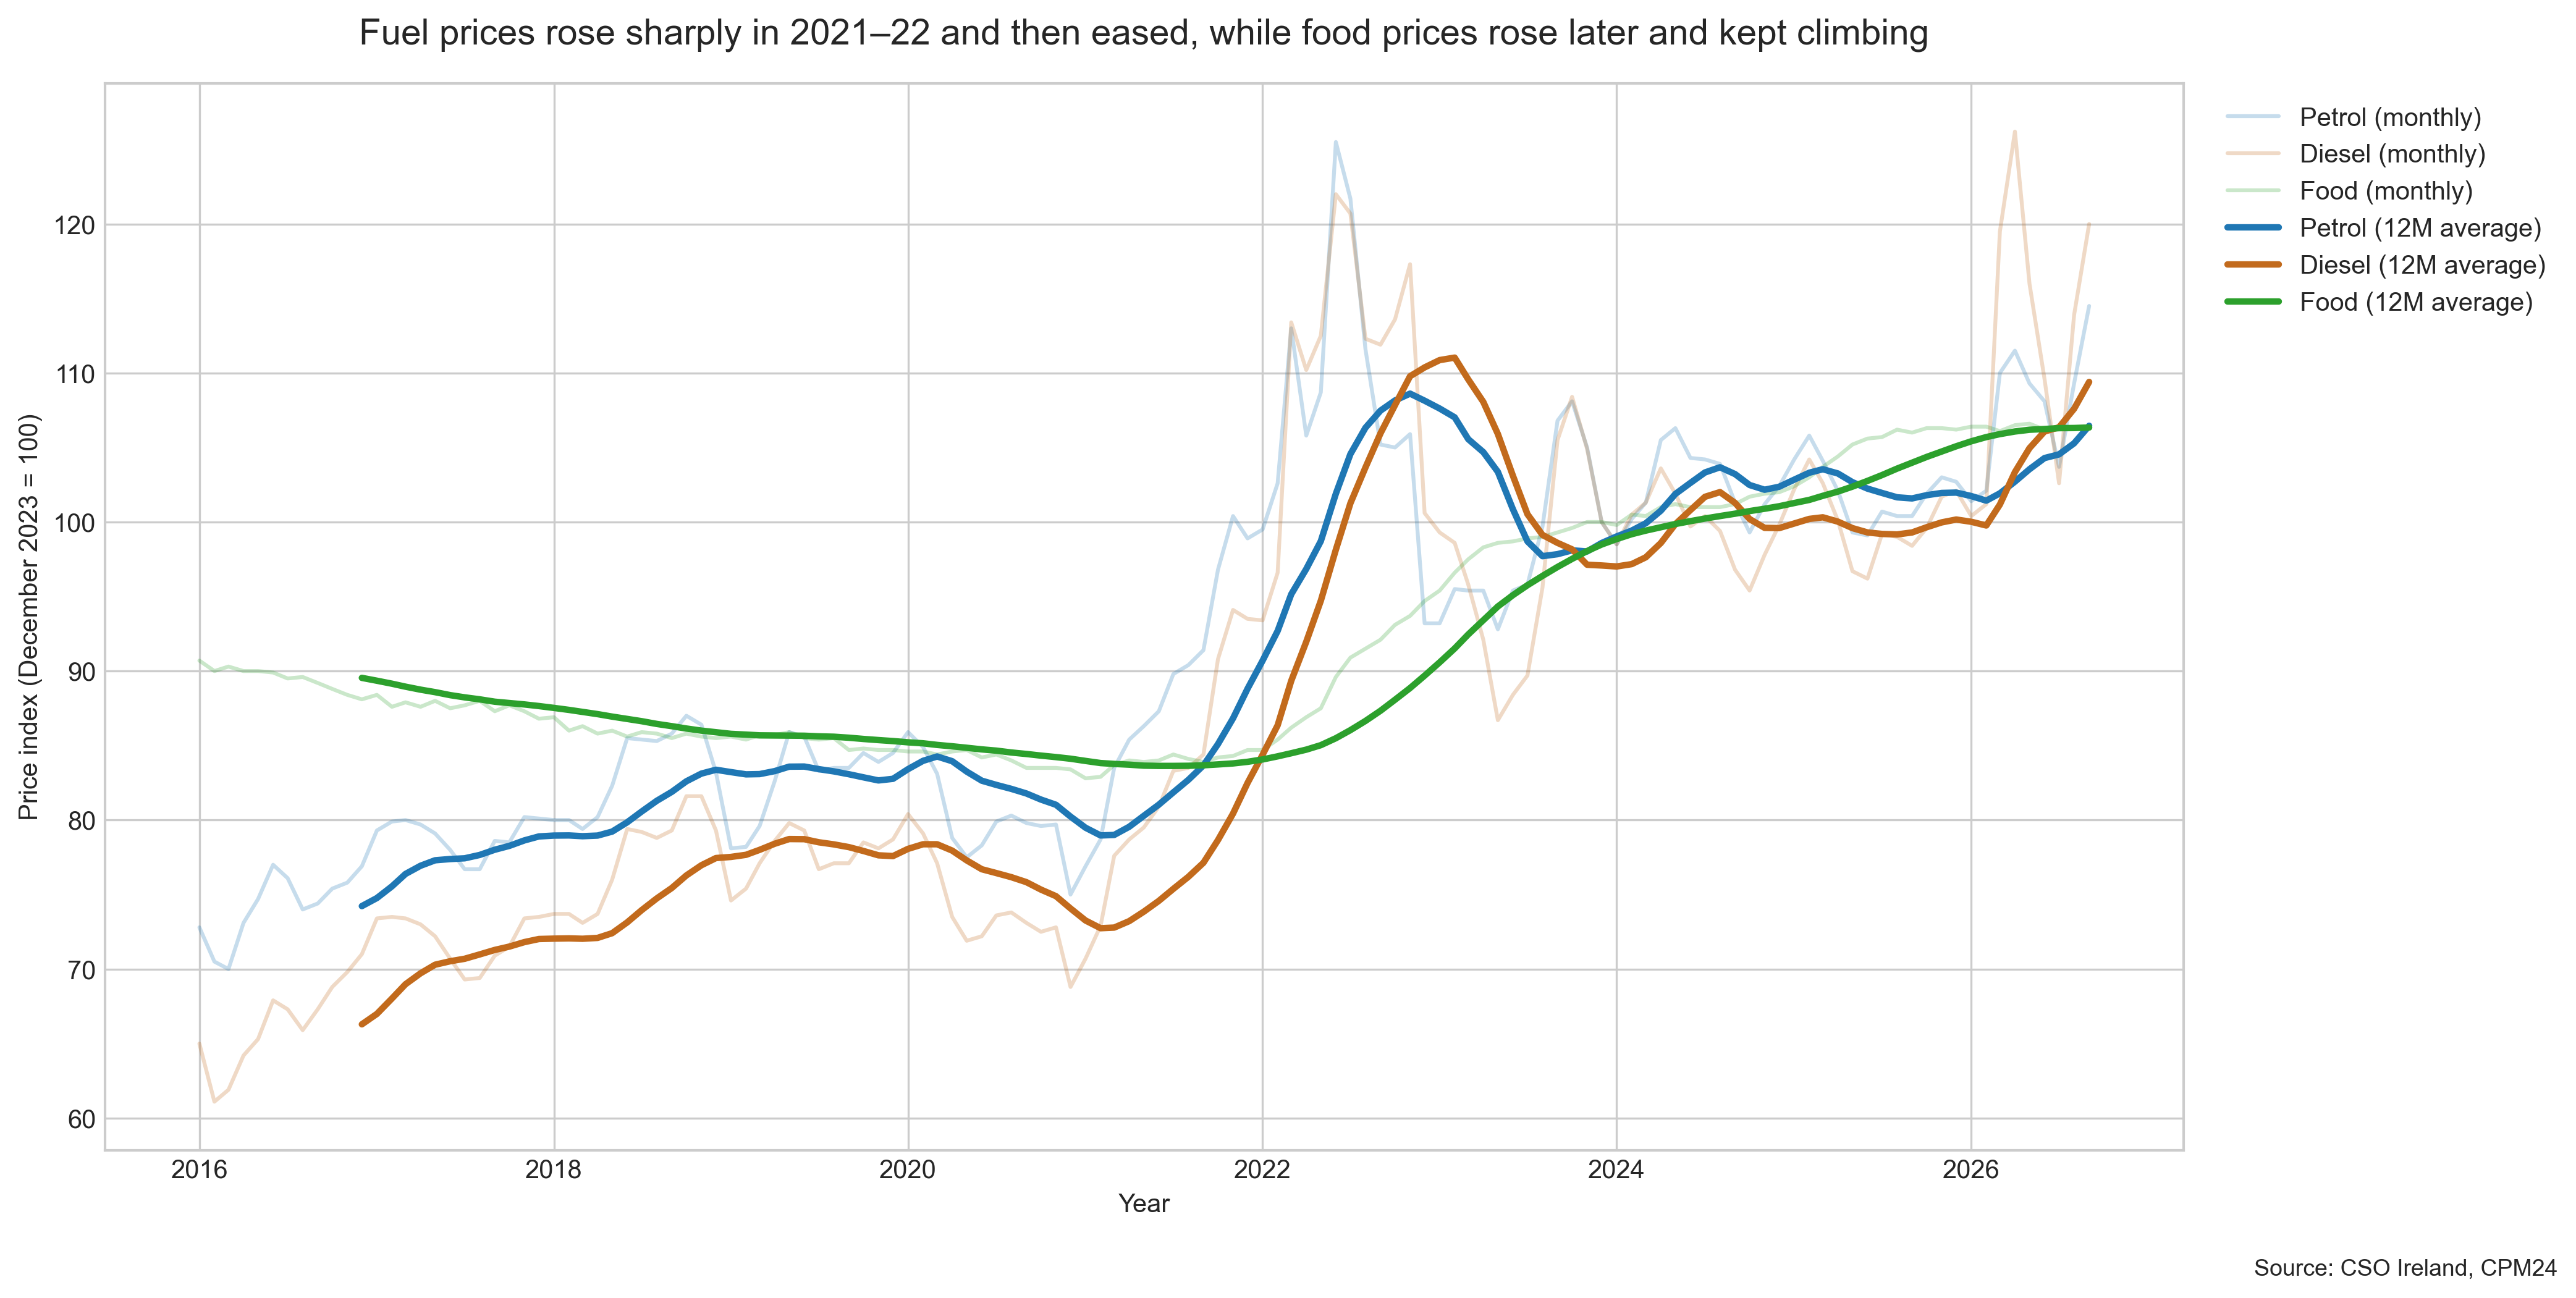 Fuel prices rose sharply in 2021–22 and then eased, while food prices rose later and kept climbing
Price index (December 2023 = 100)
120
110
100
90
80
70
60
2016
2018
2020
2022
2024
2026
Year
Petrol (monthly)
Diesel (monthly)
Food (monthly)
Petrol (12M average)
Diesel (12M average)
Food (12M average)
Source: CSO Ireland, CPM24